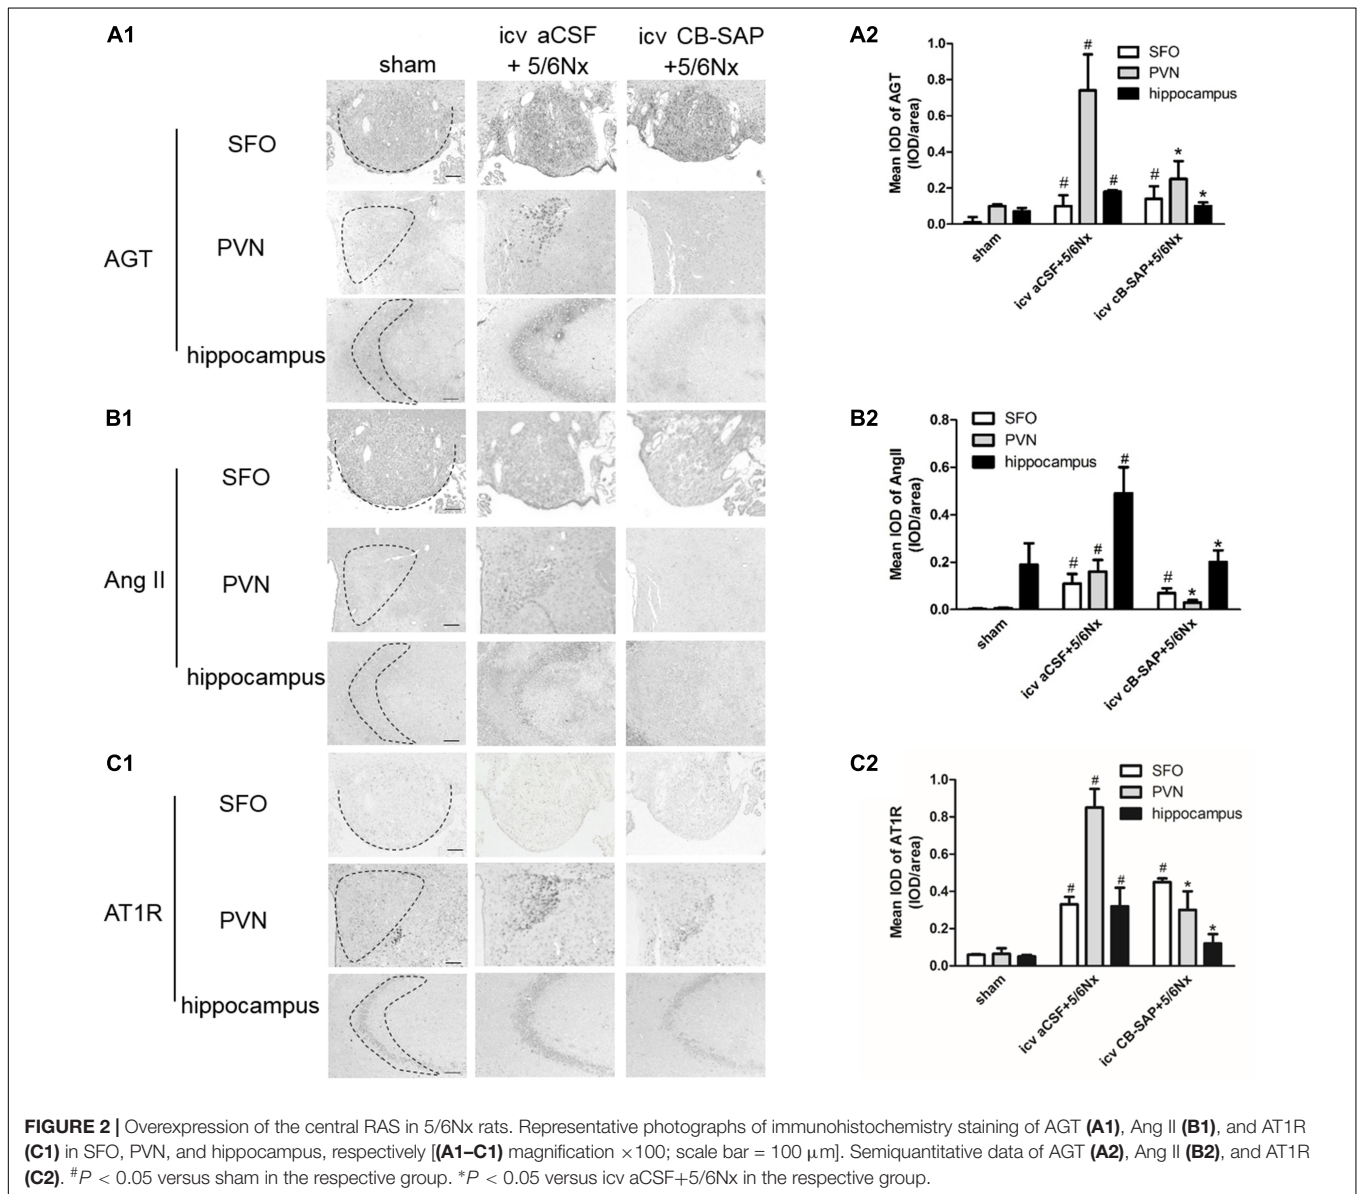 A1
sham
icv aCSF
+ 5/6Nx
icv CB-SAP
+5/6Nx
AGT
SFO
PVN
hippocampus
A2
Mean IOD of AGT
(IOD/area)
1.0
0.8
0.6
0.4
0.2
0.0
SFO
PVN
hippocampus
# # #
# * *
sham
icv aCSF+5/6Nx
icv cB-SAP+5/6Nx
B1
Ang II
SFO
PVN
hippocampus
B2
Mean IOD of AngII
(IOD/area)
0.8
0.6
0.4
0.2
0.0
SFO
PVN
hippocampus
# # #
# * *
sham
icv aCSF+5/6Nx
icv cB-SAP+5/6Nx
C1
AT1R
SFO
PVN
hippocampus
C2
Mean IOD of AT1R
(IOD/area)
1.0
0.8
0.6
0.4
0.2
0.0
SFO
PVN
hippocampus
# # #
# * *
sham
icv aCSF+5/6Nx
icv CB-SAP+5/6Nx
FIGURE 2 | Overexpression of the central RAS in 5/6Nx rats. Representative photographs of immunohistochemistry staining of AGT (A1), Ang II (B1), and AT1R
(C1) in SFO, PVN, and hippocampus, respectively [(A1–C1) magnification ×100; scale bar = 100 μm]. Semiquantitative data of AGT (A2), Ang II (B2), and AT1R
(C2). #P < 0.05 versus sham in the respective group. *P < 0.05 versus icv aCSF+5/6Nx in the respective group.